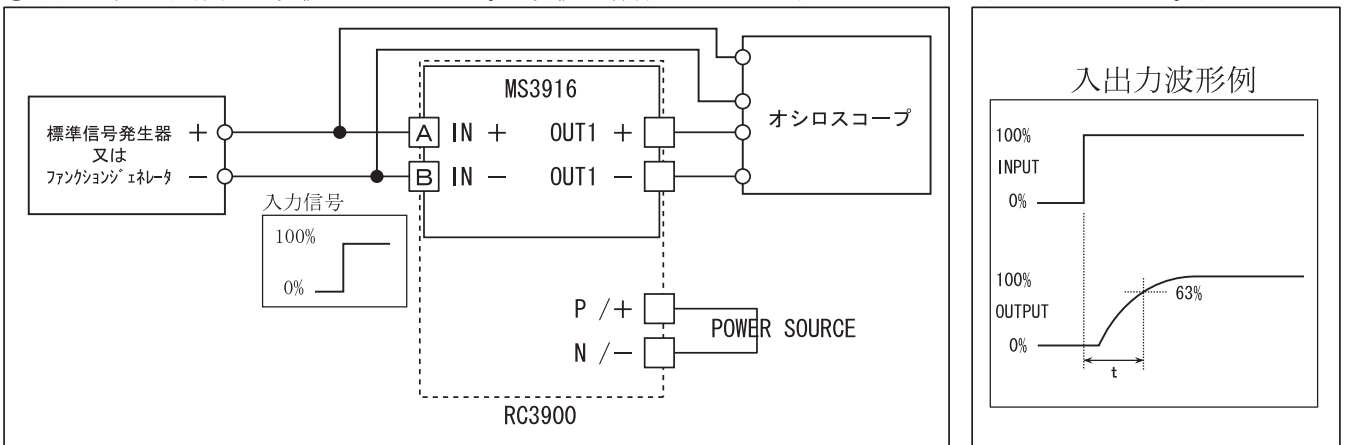 MS3916
標準信号発生器 +
又は
ファンクションジェネレータ -
A IN + OUT1 +
B IN - OUT1 -
オシロスコープ
入力信号
100%
0%
P /+
N /-
POWER SOURCE
RC3900
入出力波形例
100%
INPUT
0%
100%
63%
OUTPUT
0%
t